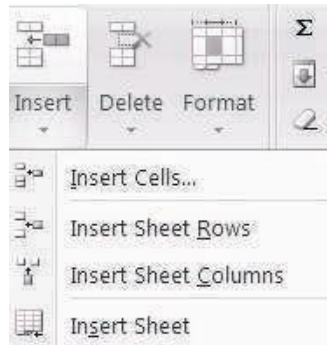 Insert Delete Format Σ
Insert Cells...
Insert Sheet Rows
Insert Sheet Columns
Insert Sheet